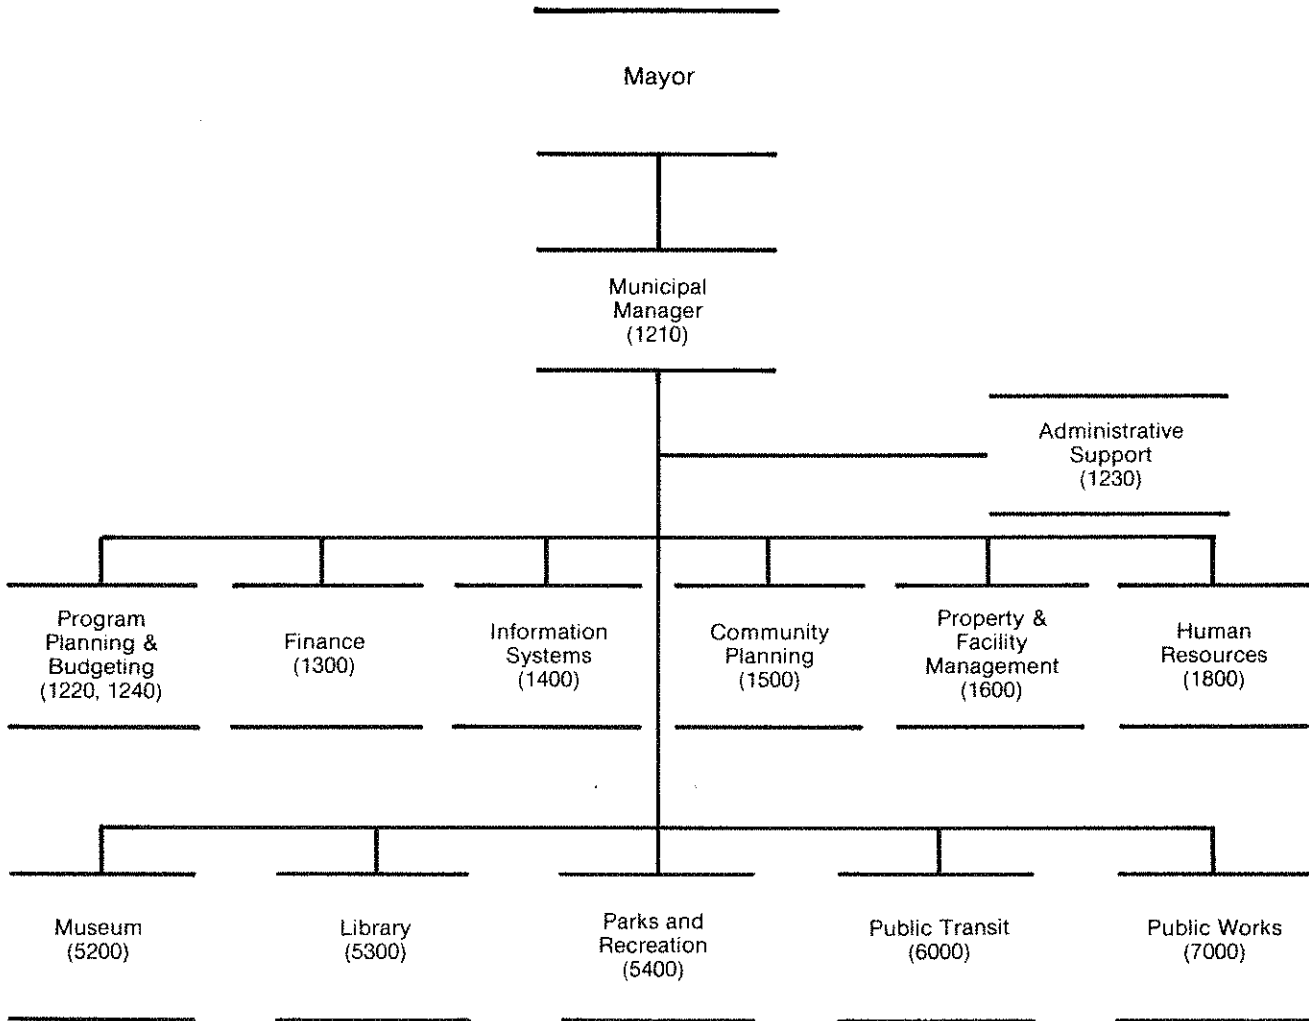 Mayor
Municipal
Manager
(1210)
Administrative
Support
(1230)
Program
Planning &
Budgeting
(1220, 1240)
Finance
(1300)
Information
Systems
(1400)
Community
Planning
(1500)
Property &
Facility
Management
(1600)
Human
Resources
(1800)
Museum
(5200)
Library
(5300)
Parks and
Recreation
(5400)
Public Transit
(6000)
Public Works
(7000)